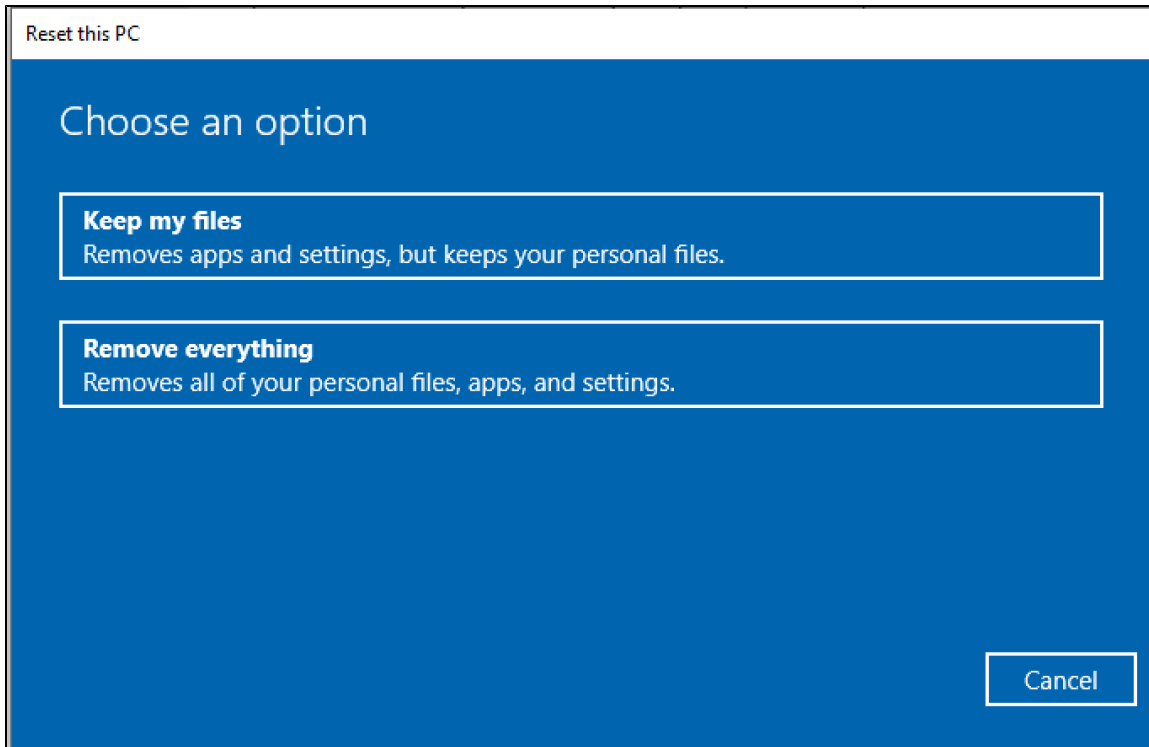 Reset this PC
Choose an option
Keep my files
Removes apps and settings, but keeps your personal files.
Remove everything
Removes all of your personal files, apps, and settings.
Cancel